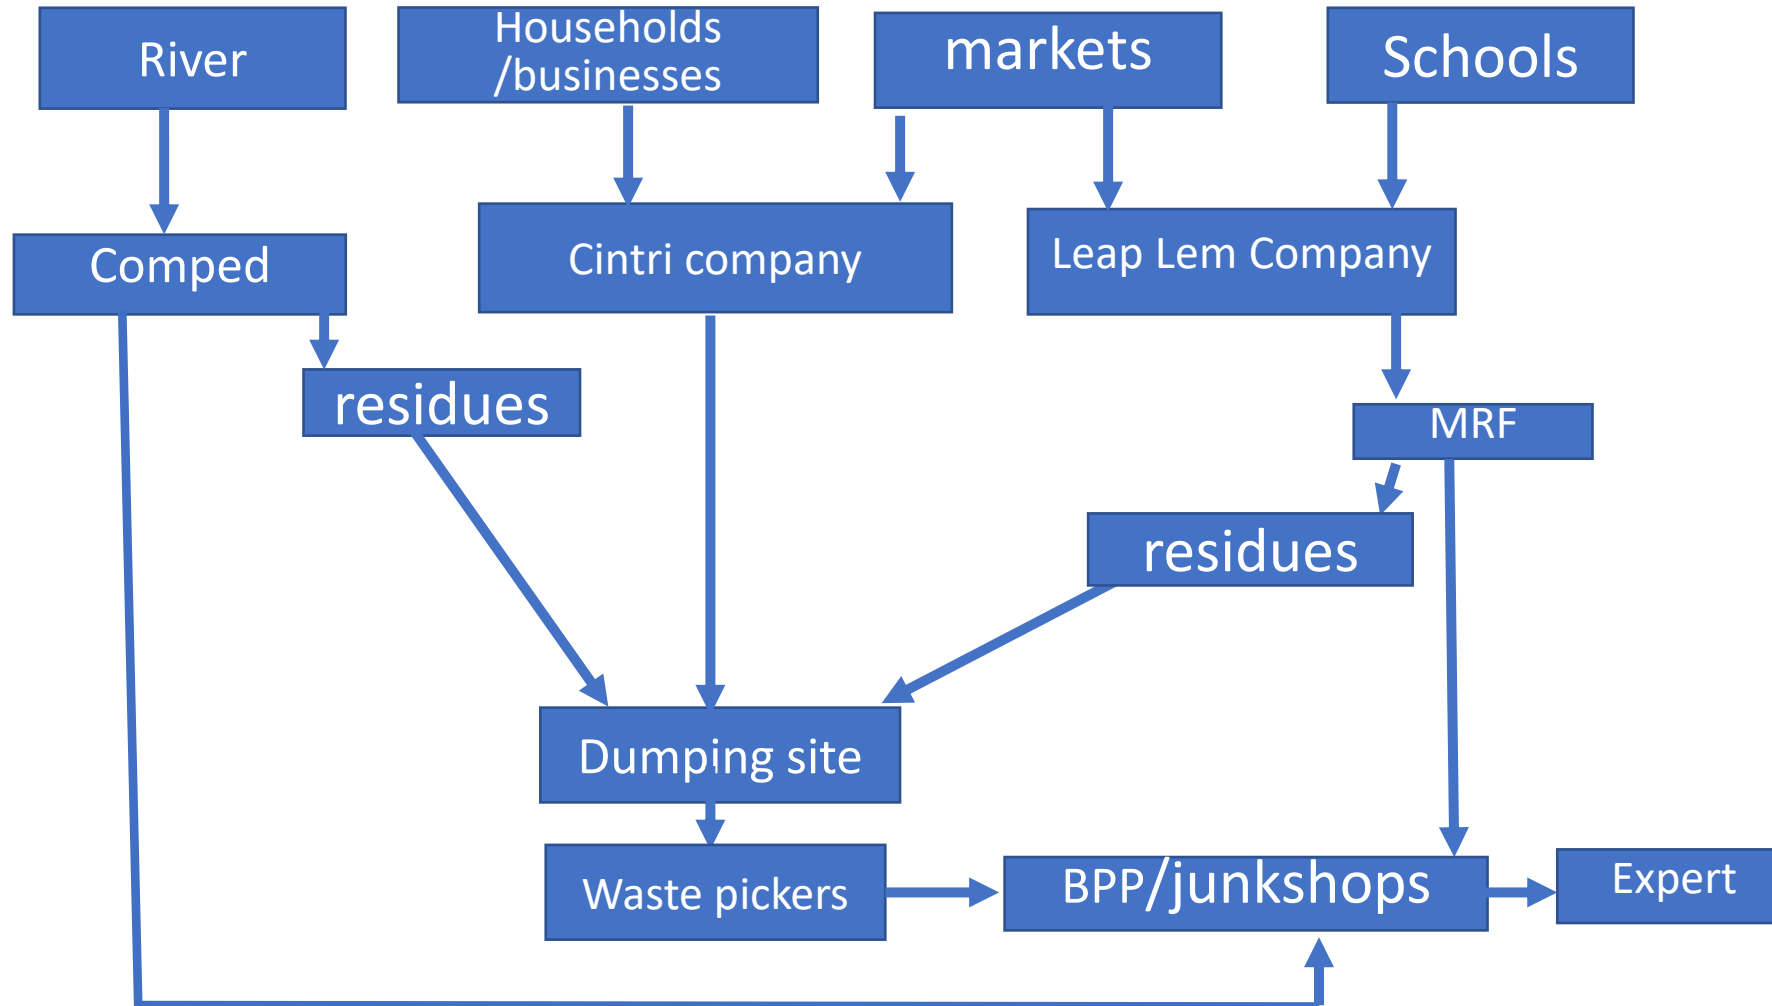 River
Households
/businesses
markets
Schools
Comped
Cintri company
Leap Lem Company
residues
MRF
residues
Dumping site
Waste pickers
BPP/junkshops
Expert